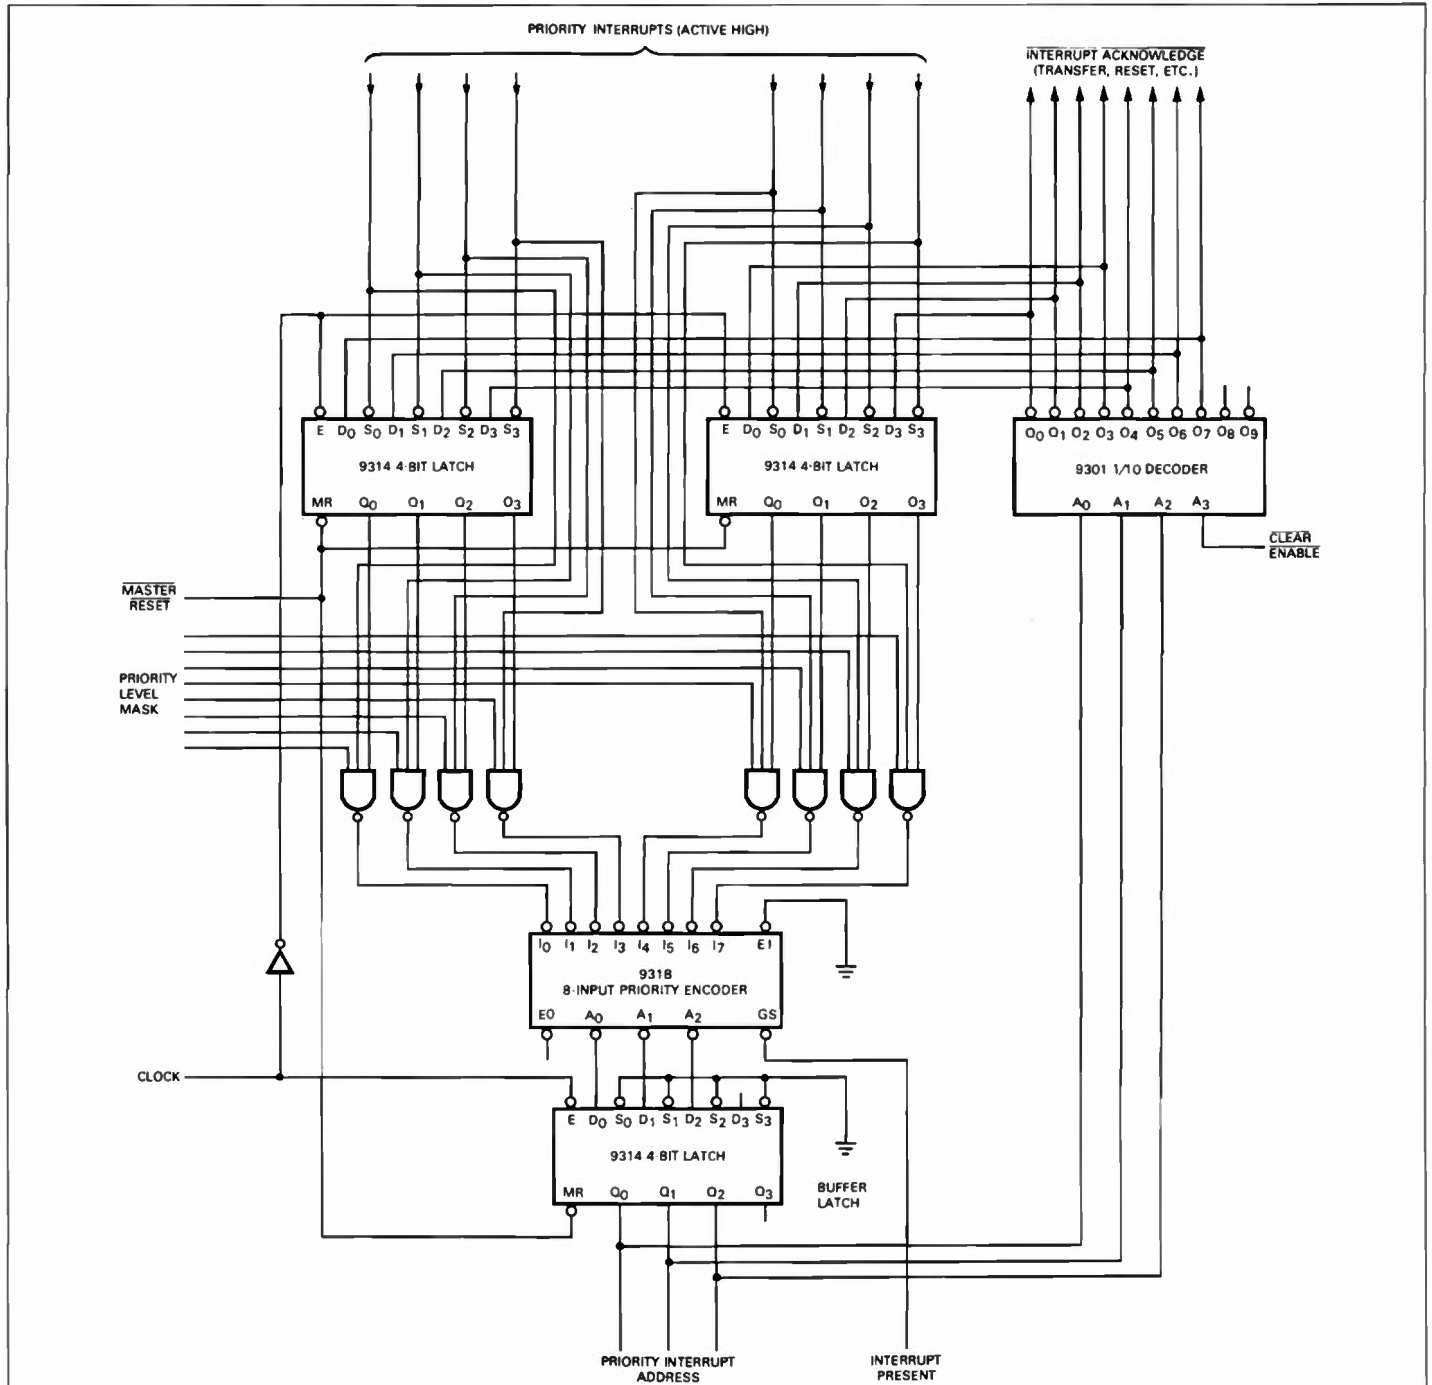 PRIORITY INTERRUPTS (ACTIVE HIGH)
INTERRUPT ACKNOWLEDGE
(TRANSFER, RESET, ETC.)
E D0 S0 D1 S1 D2 S2 D3 S3
9314 4-BIT LATCH
MR Q0 Q1 Q2 O3
E D0 S0 D1 S1 D2 S2 D3 S3
9314 4-BIT LATCH
MR Q0 Q1 O2 O3
O0 O1 O2 O3 O4 O5 O6 O7 O8 O9
9301 1/10 DECODER
A0 A1 A2 A3
CLEAR
ENABLE
MASTER
RESET
PRIORITY
LEVEL
MASK
I0 I1 I2 I3 I4 I5 I6 I7 EI
9318
8-INPUT PRIORITY ENCODER
EO A0 A1 A2 GS
CLOCK
E D0 S0 D1 S1 D2 S2 D3 S3
9314 4-BIT LATCH
MR Q0 Q1 Q2 Q3
BUFFER
LATCH
PRIORITY INTERRUPT
ADDRESS
INTERRUPT
PRESENT